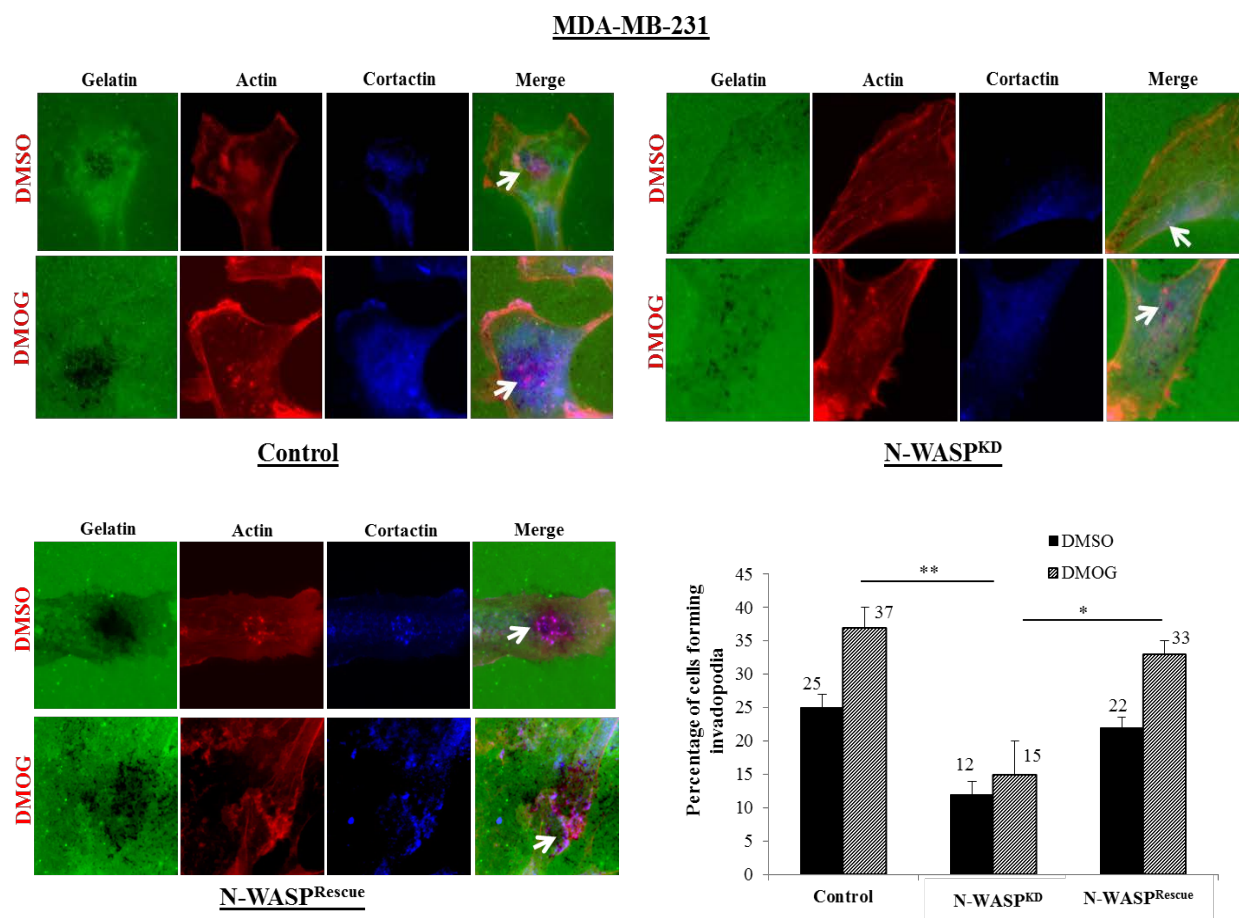 MDA-MB-231
Gelatin Actin Cortactin Merge
DMSO
DMOG
Control
Gelatin Actin Cortactin Merge
DMSO
DMOG
N-WASPKD
Gelatin Actin Cortactin Merge
DMSO
DMOG
N-WASPRescue
DMSO
DMOG
Percentage of cells forming
invadopodia
45
40
35
30
25
20
15
10
5
0
**
*
25
37
12
15
22
33
Control N-WASPKD N-WASPRescue